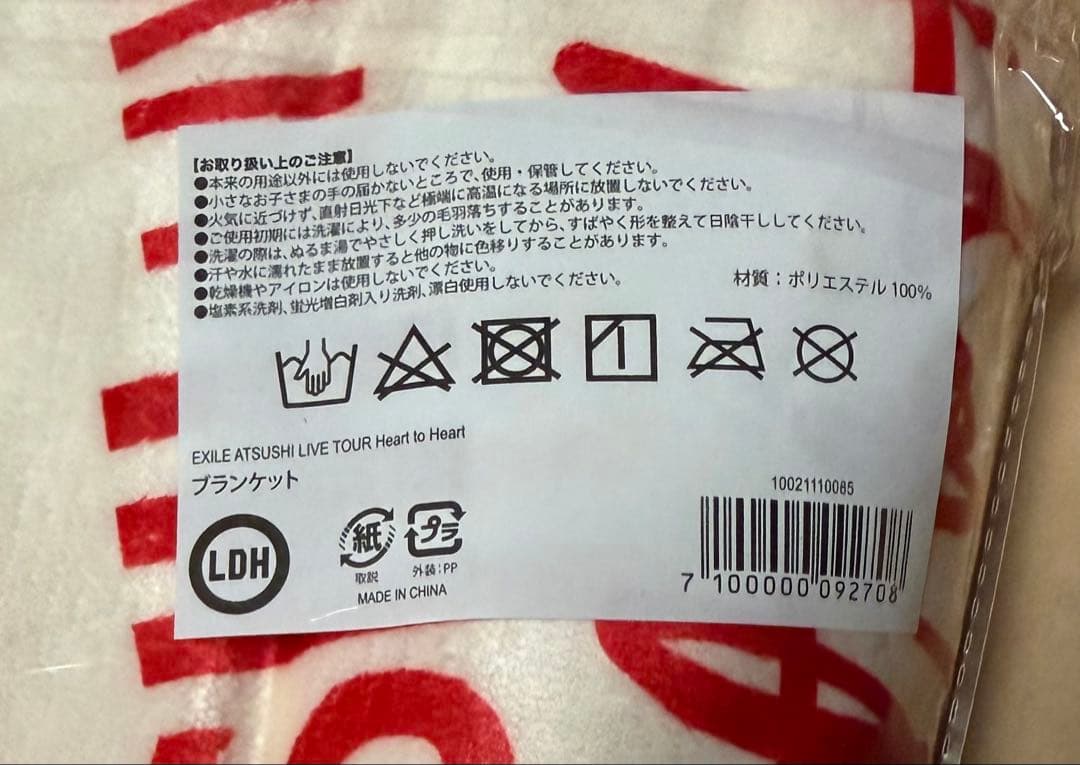 【お取り扱い上のご注意】
●本来の用途以外には使用しないでください。
●小さなお子さまの手の届かないところで、使用・保管してください。
●火気に近づけず、直射日光下など極端に高温になる場所に放置しないでください。
●ご使用初期には洗濯により、多少の毛羽落ちすることがあります。
●洗濯の際は、ぬるま湯でやさしく押し洗いをしてから、すばやく形を整えて日陰干ししてください。
●汗や水に濡れたまま放置すると他の物に色移りすることがあります。
●乾燥機やアイロンは使用しないでください。
●塩素系洗剤、蛍光増白剤入り洗剤、漂白使用しないでください。
材質：ポリエステル 100%
EXILE ATSUSHI LIVE TOUR Heart to Heart
ブランケット
LDH
紙
取説
プラ
外装：PP
MADE IN CHINA
10021110085
7 100000 092708